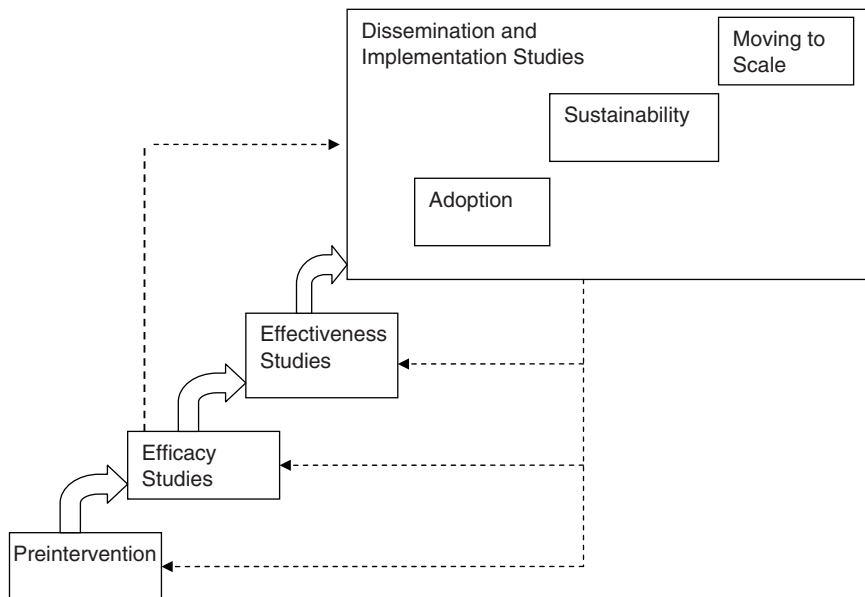 Dissemination and
Implementation Studies
Moving to
Scale
Sustainability
Adoption
Effectiveness
Studies
Efficacy
Studies
Preintervention